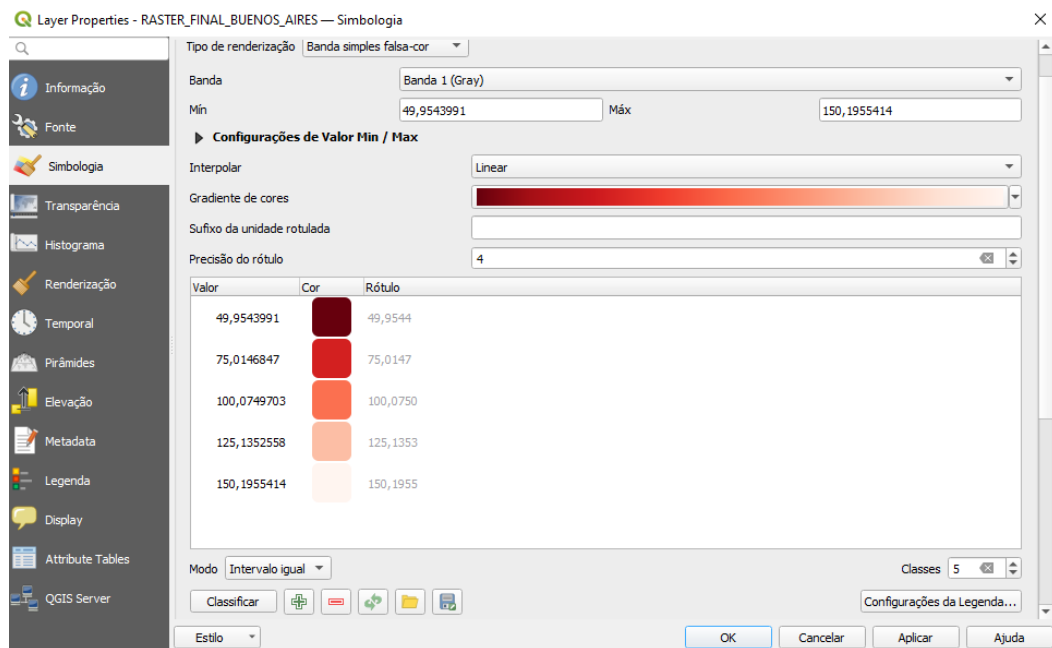 Layer Properties - RASTER_FINAL_BUENOS_AIRES — Simbologia
Informação
Fonte
Simbologia
Transparência
Histograma
Renderização
Temporal
Pirâmides
Elevação
Metadata
Legenda
Display
Attribute Tables
QGIS Server
Tipo de renderização Banda simples falsa-cor
Banda Banda 1 (Gray)
Mín 49,9543991 Máx 150,1955414
Configurações de Valor Min / Max
Interpolar Linear
Gradiente de cores
Sufixo da unidade rotulada
Precisão do rótulo 4
Valor Cor Rótulo
49,9543991 49,9544
75,0146847 75,0147
100,0749703 100,0750
125,1352558 125,1353
150,1955414 150,1955
Modo Intervalo igual Classes 5
Classificar Configurações da Legenda...
Estilo OK Cancelar Aplicar Ajuda